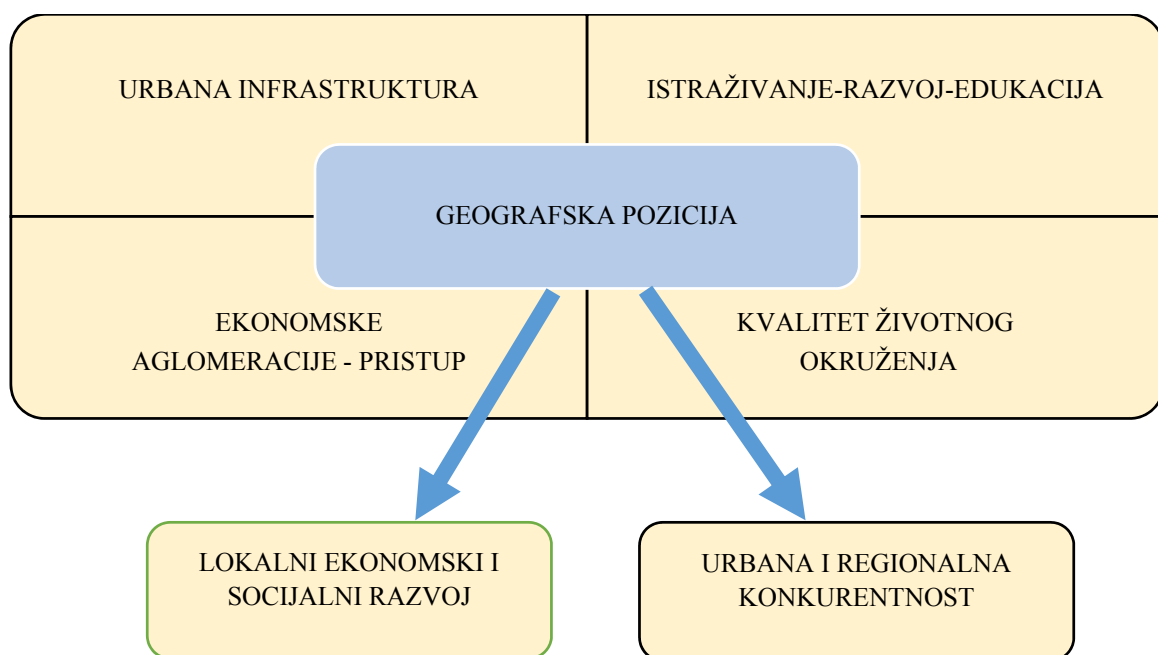 URBANA INFRASTRUKTURA
ISTRAŽIVANJE-RAZVOJ-EDUKACIJA
GEOGRAFSKA POZICIJA
EKONOMSKE
AGLOMERACIJE - PRISTUP
KVALITET ŽIVOTNOG
OKRUŽENJA
LOKALNI EKONOMSKI I
SOCIJALNI RAZVOJ
URBANA I REGIONALNA
KONKURENTNOST